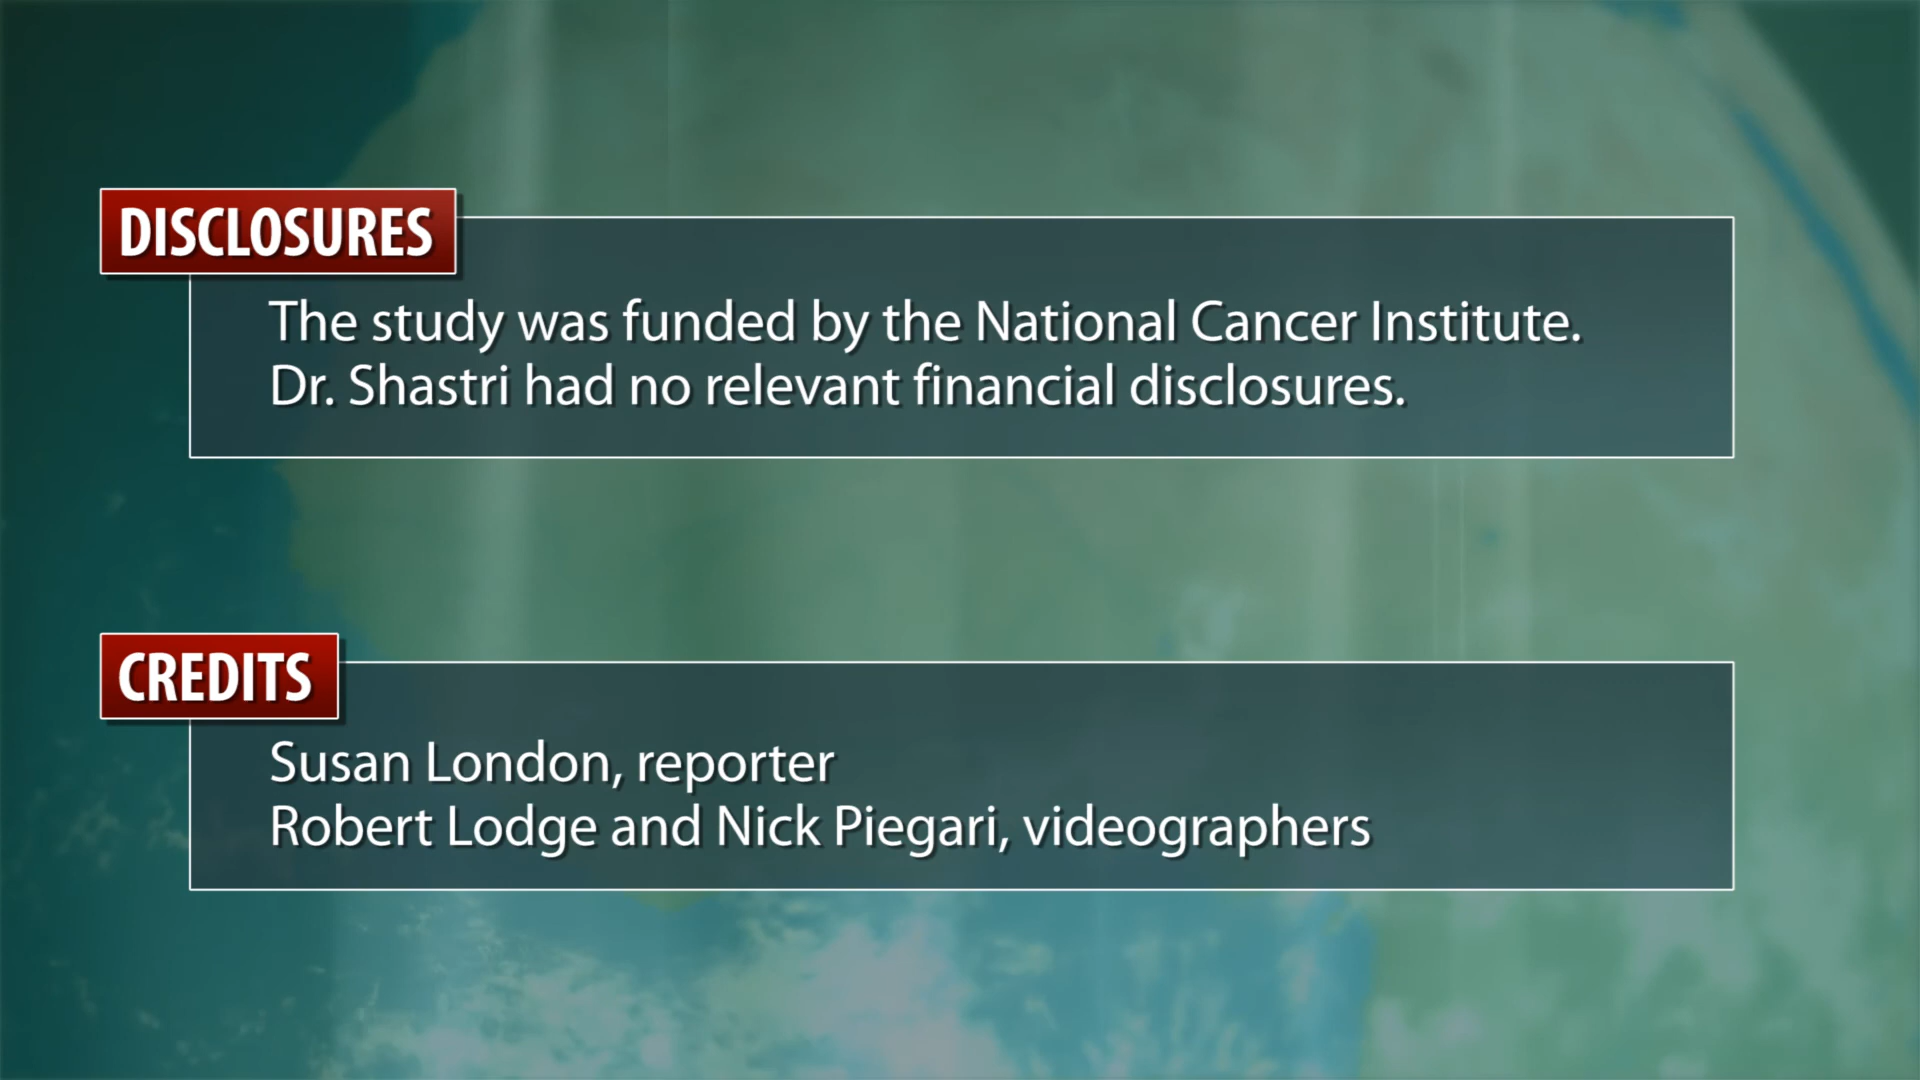 DISCLOSURES
The study was funded by the National Cancer Institute.
Dr. Shastri had no relevant financial disclosures.
CREDITS
Susan London, reporter
Robert Lodge and Nick Piegari, videographers